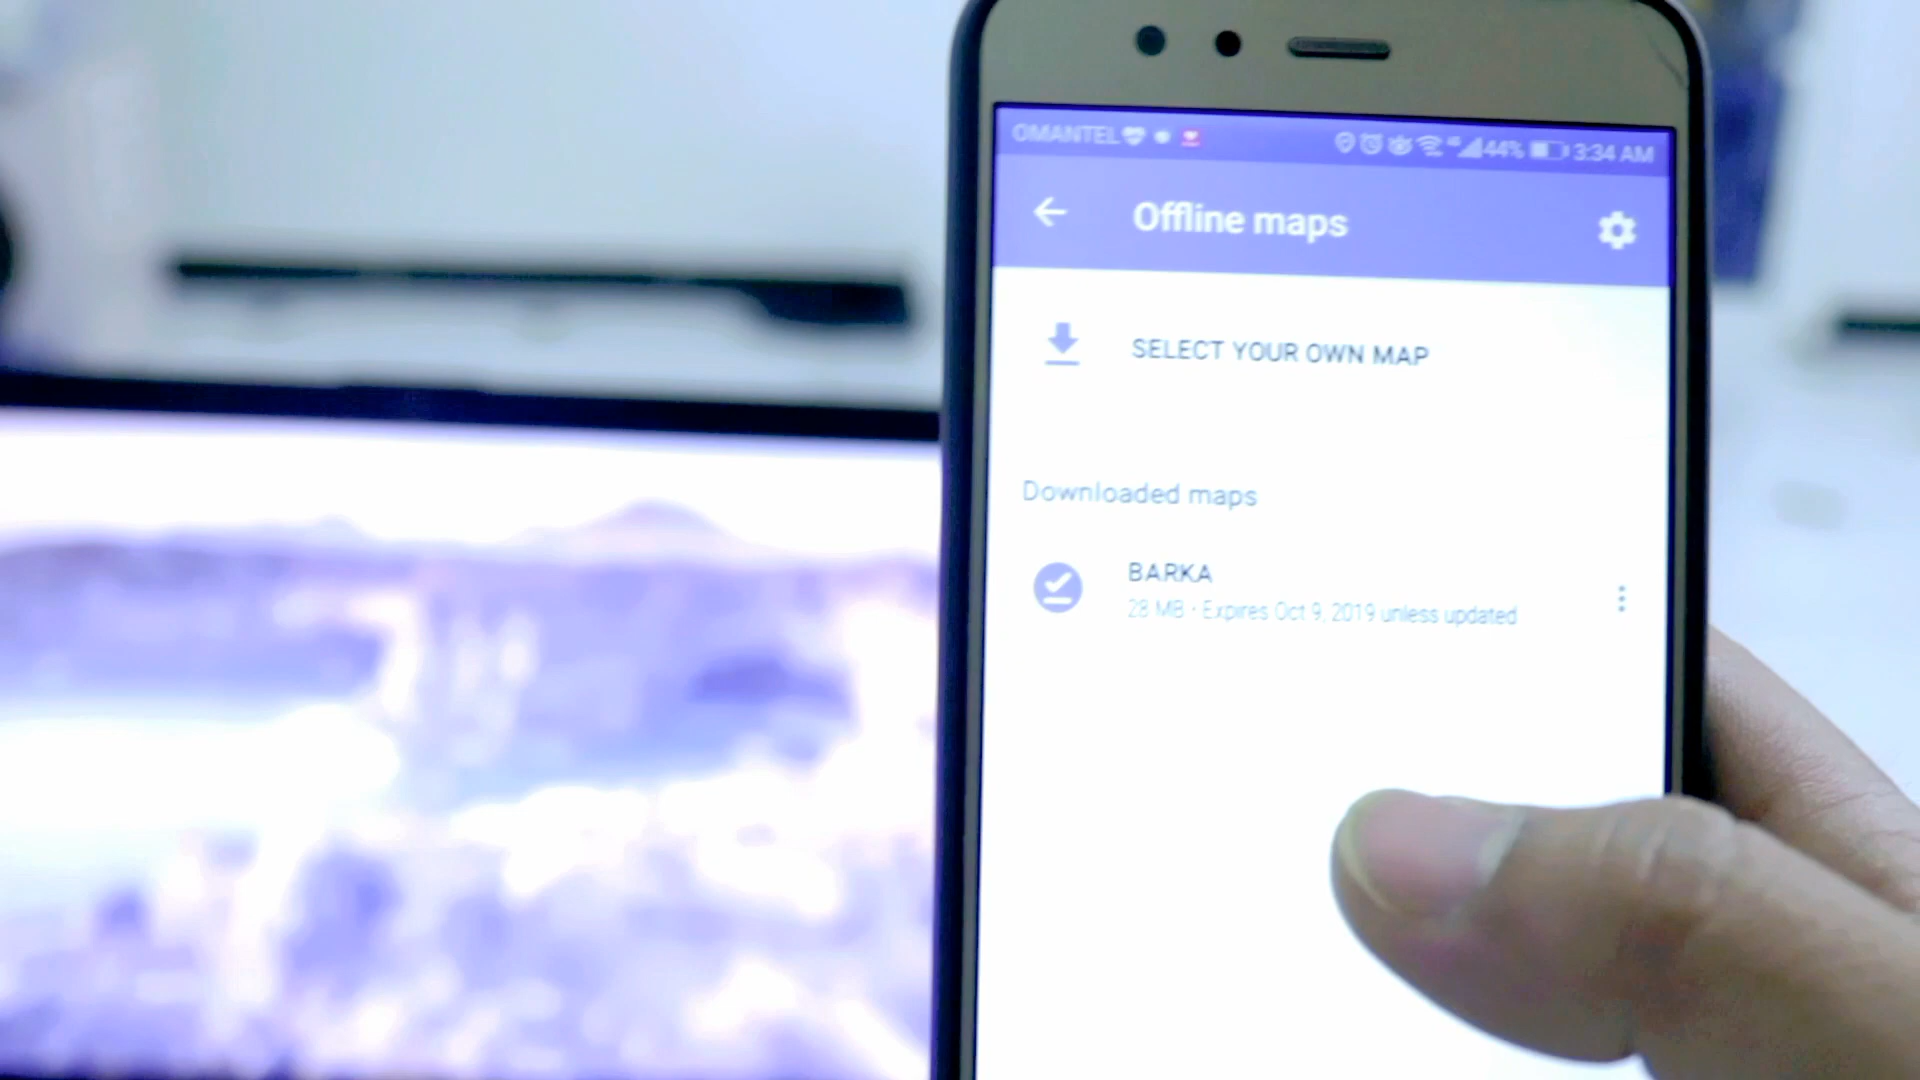 OMANTEL 44% 3:34 AM
Offline maps
SELECT YOUR OWN MAP
Downloaded maps
BARKA
28 MB · Expires Oct 9, 2019 unless updated